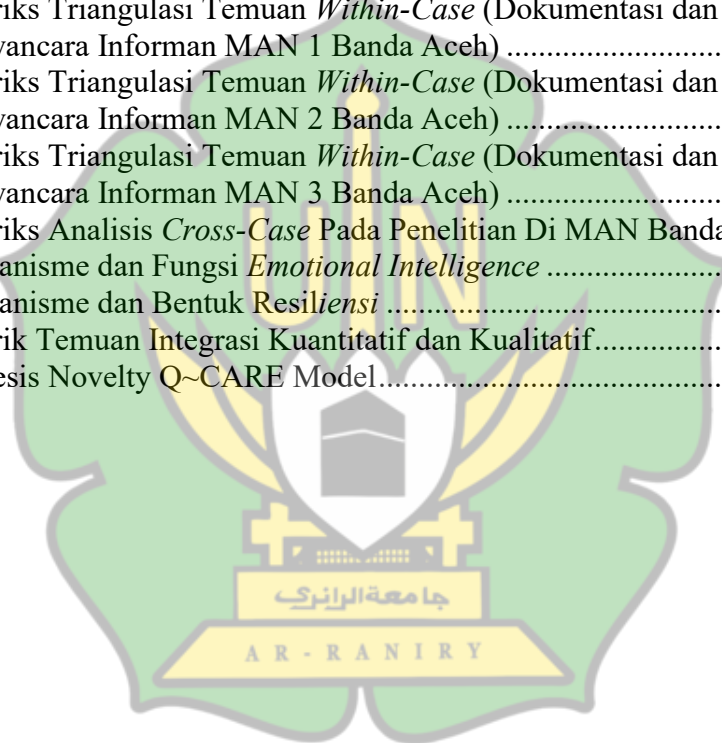 riks Triangulasi Temuan Within-Case (Dokumentasi dan
vancara Informan MAN 1 Banda Aceh) ........................
riks Triangulasi Temuan Within-Case (Dokumentasi dan
vancara Informan MAN 2 Banda Aceh) ........................
riks Triangulasi Temuan Within-Case (Dokumentasi dan
vancara Informan MAN 3 Banda Aceh) ........................
riks Analisis Cross-Case Pada Penelitian Di MAN Banda
anisme dan Fungsi Emotional Intelligence ...................
anisme dan Bentuk Resiliensi .....................................
rik Temuan Integrasi Kuantitatif dan Kualitatif...............
esis Novelty Q~CARE Model......................................
UIN
جامعة الرانري
AR-RANIRY